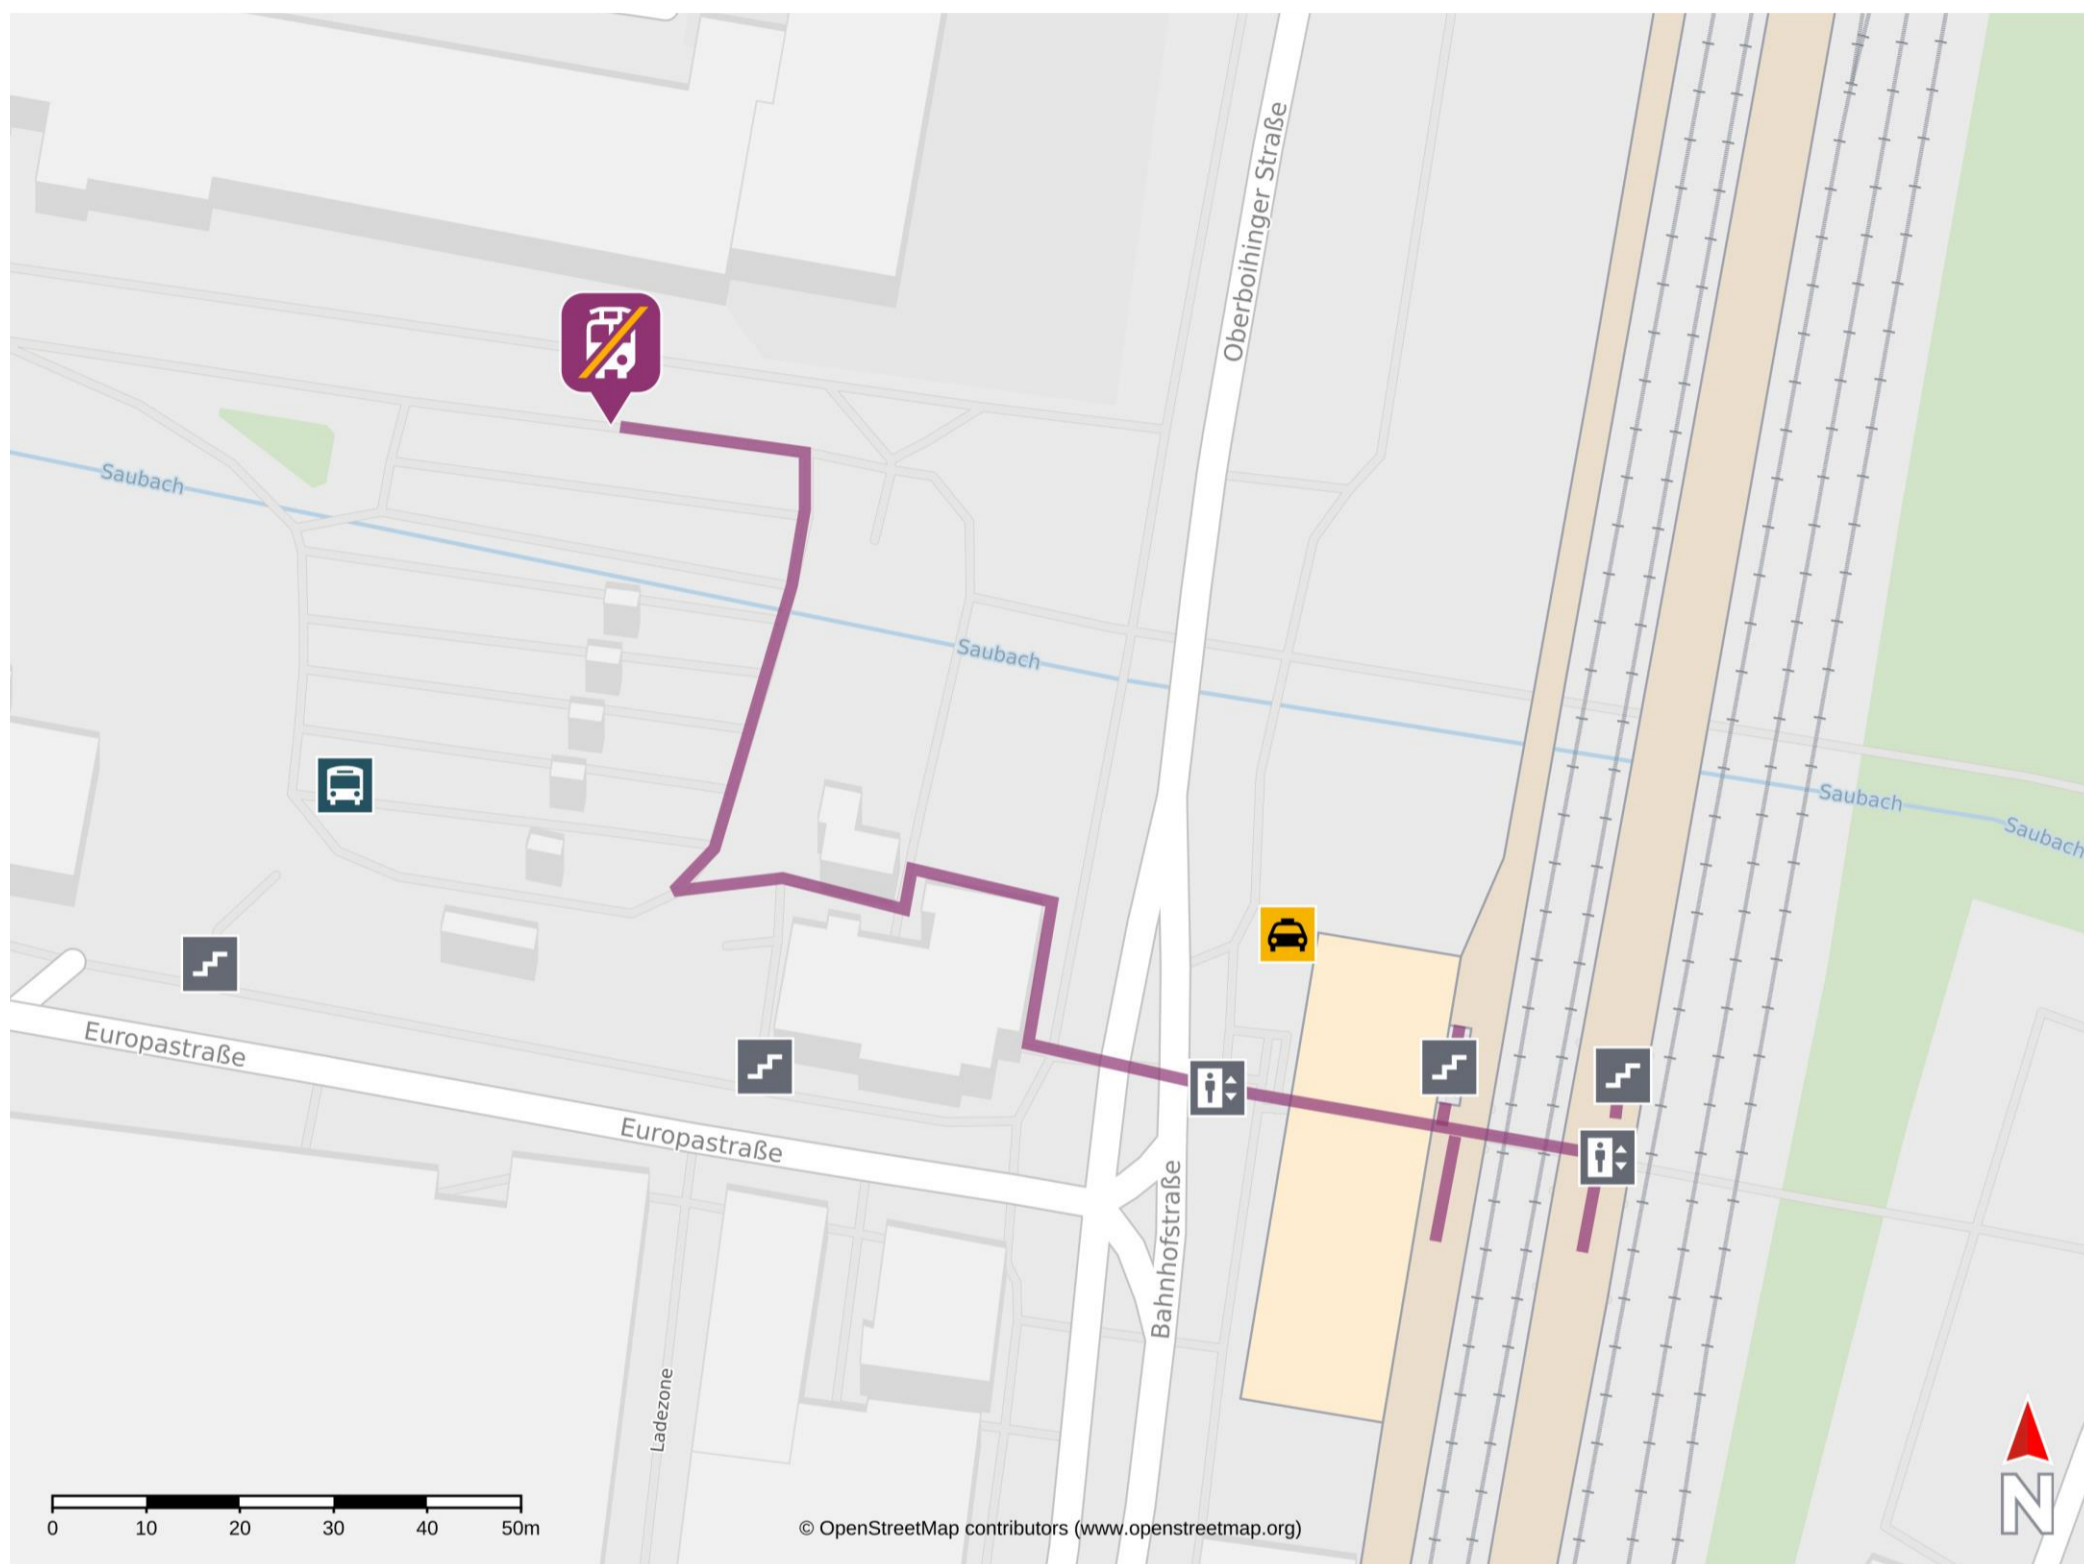 Oberboihinger Straße
Saubach
Saubach
Saubach
Saubach
Europastraße
Europastraße
Bahnhofstraße
Ladezone
0 10 20 30 40 50m
© OpenStreetMap contributors (www.openstreetmap.org)
N